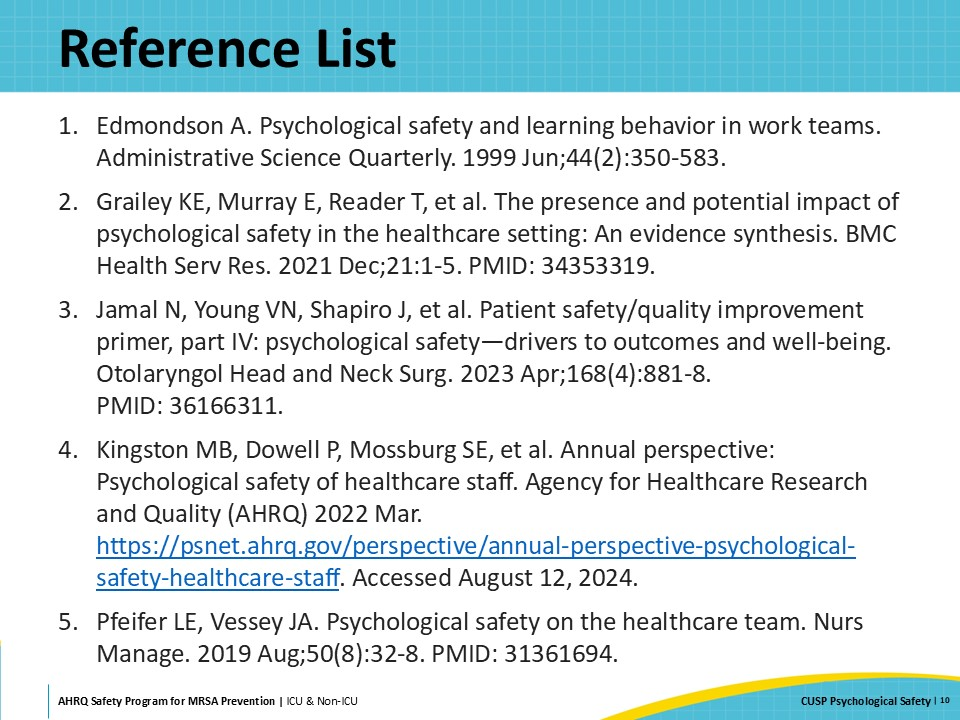 Reference List
1. Edmondson A. Psychological safety and learning behavior in work teams.
Administrative Science Quarterly. 1999 Jun;44(2):350-583.
2. Grailey KE, Murray E, Reader T, et al. The presence and potential impact of
psychological safety in the healthcare setting: An evidence synthesis. BMC
Health Serv Res. 2021 Dec;21:1-5. PMID: 34353319.
3. Jamal N, Young VN, Shapiro J, et al. Patient safety/quality improvement
primer, part IV: psychological safety—drivers to outcomes and well-being.
Otolaryngol Head and Neck Surg. 2023 Apr;168(4):881-8.
PMID: 36166311.
4. Kingston MB, Dowell P, Mossburg SE, et al. Annual perspective:
Psychological safety of healthcare staff. Agency for Healthcare Research
and Quality (AHRQ) 2022 Mar.
https://psnet.ahrq.gov/perspective/annual-perspective-psychological-
safety-healthcare-staff. Accessed August 12, 2024.
5. Pfeifer LE, Vessey JA. Psychological safety on the healthcare team. Nurs
Manage. 2019 Aug;50(8):32-8. PMID: 31361694.
AHRQ Safety Program for MRSA Prevention | ICU & Non-ICU
CUSP Psychological Safety | 10